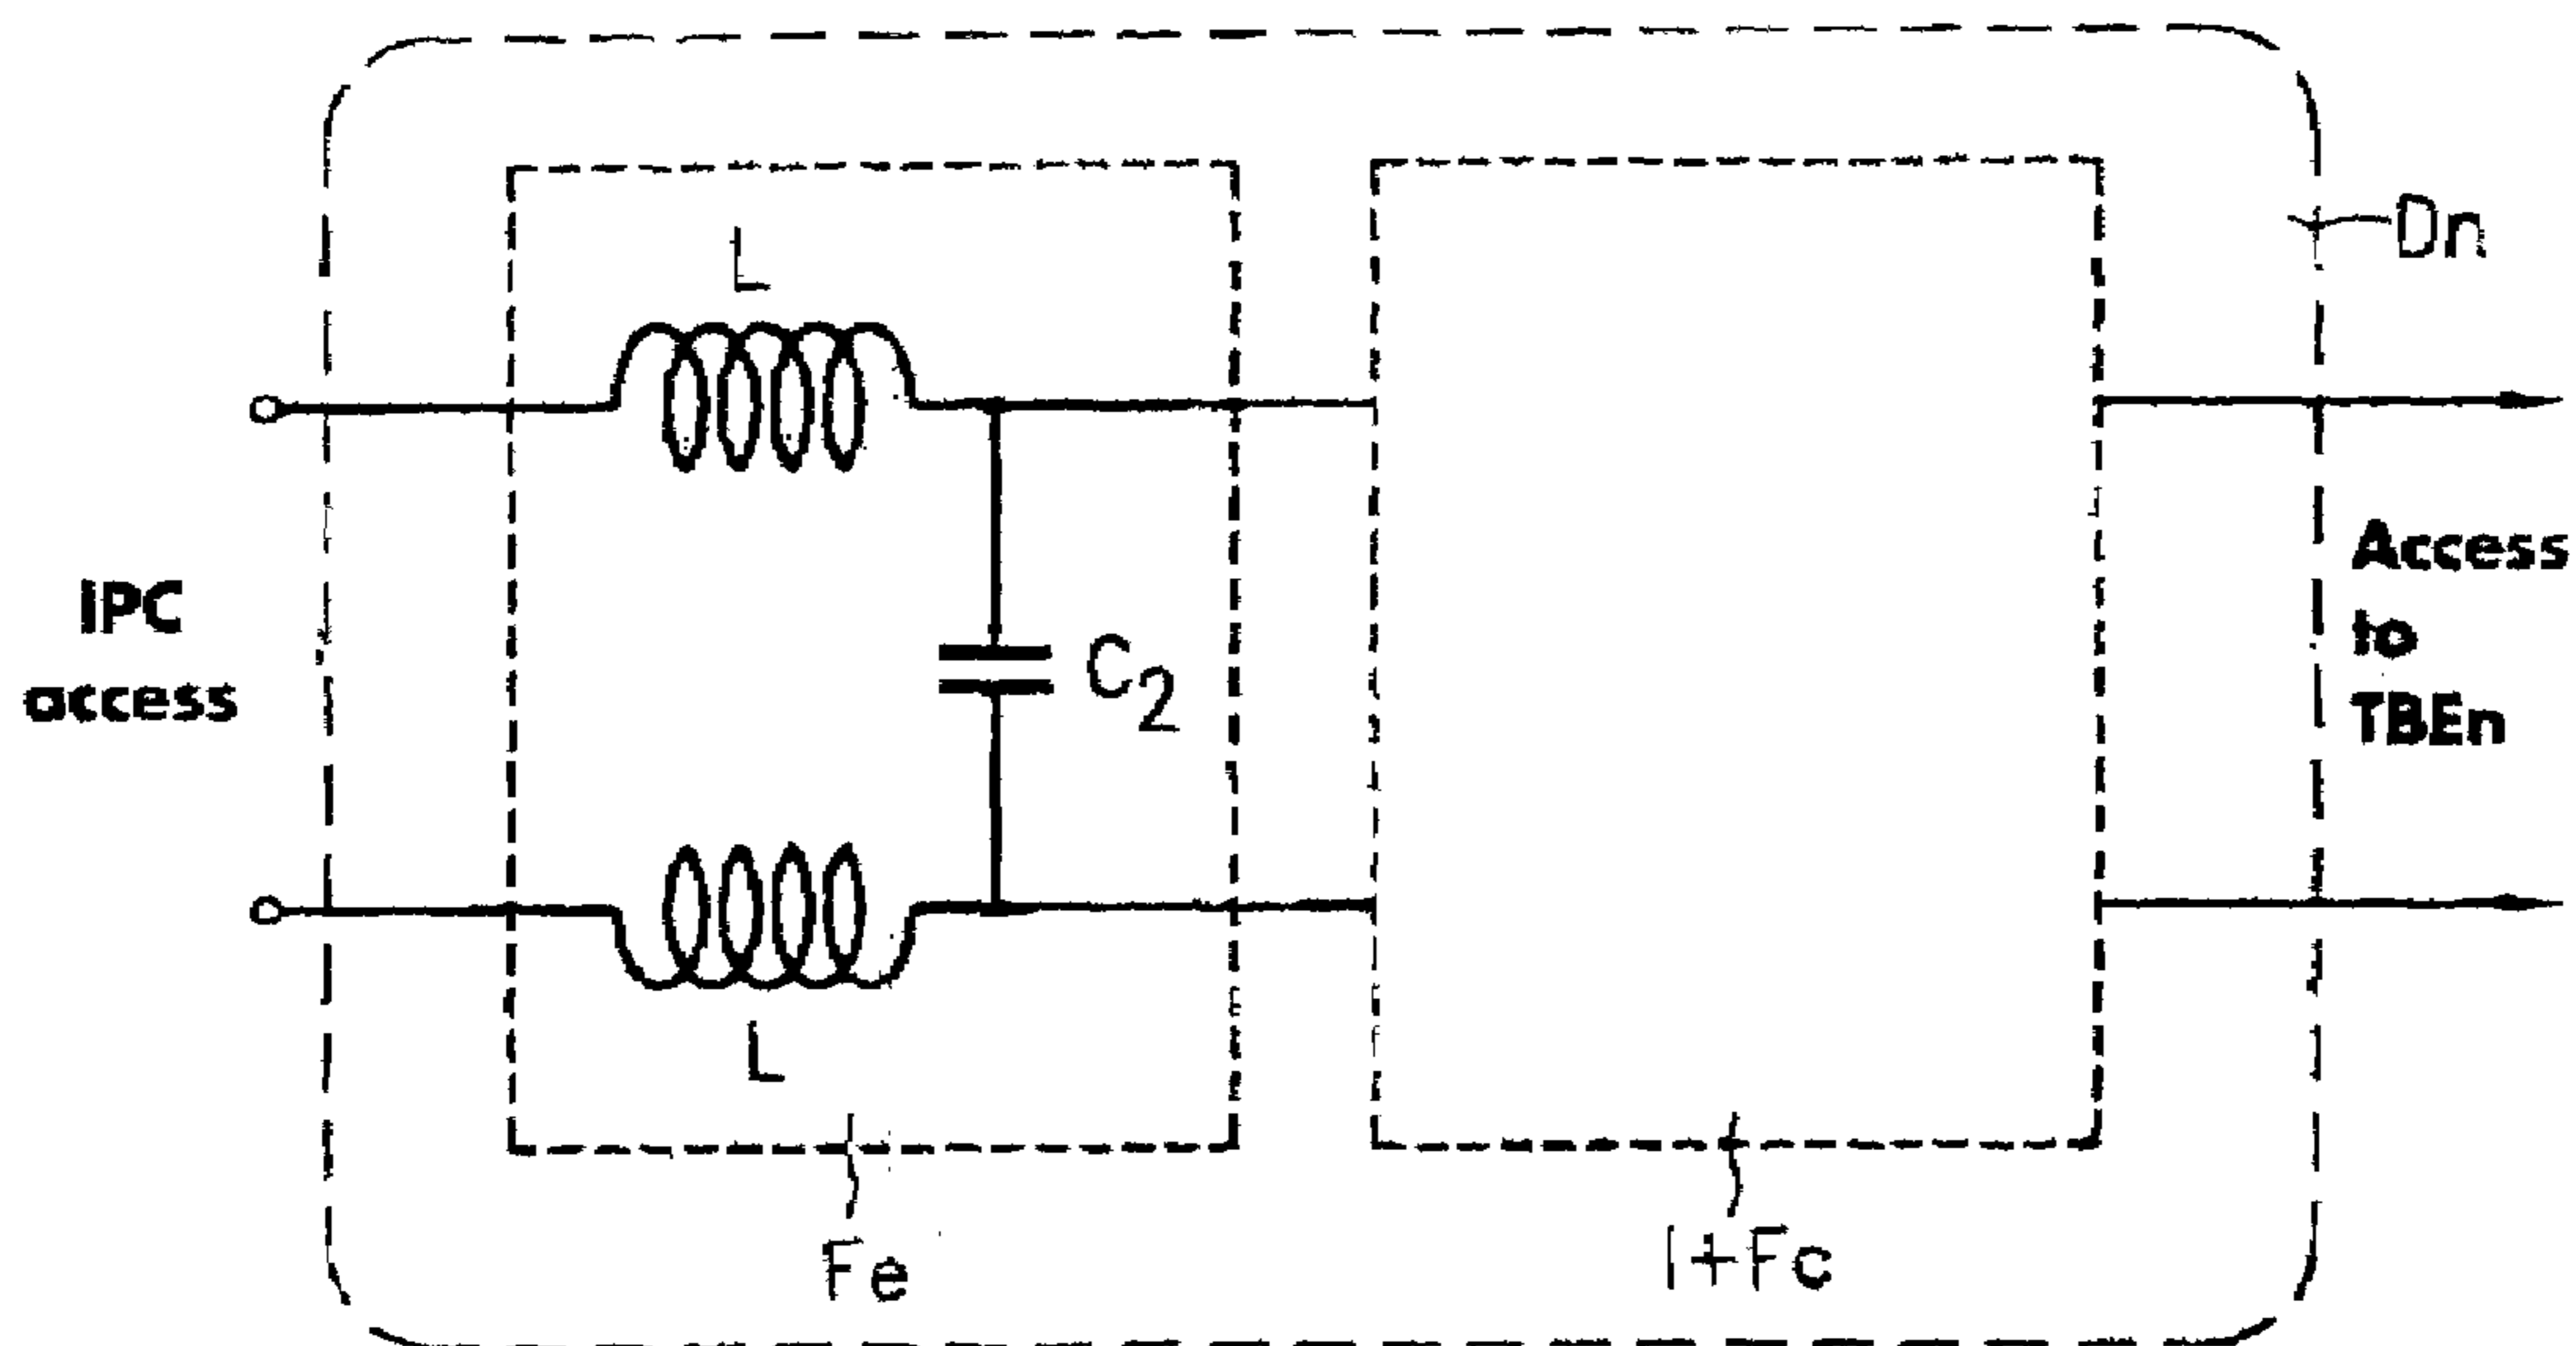 L
Dn
IPC
access
C2
Access
to
TBEn
L
Fe
I+Fc